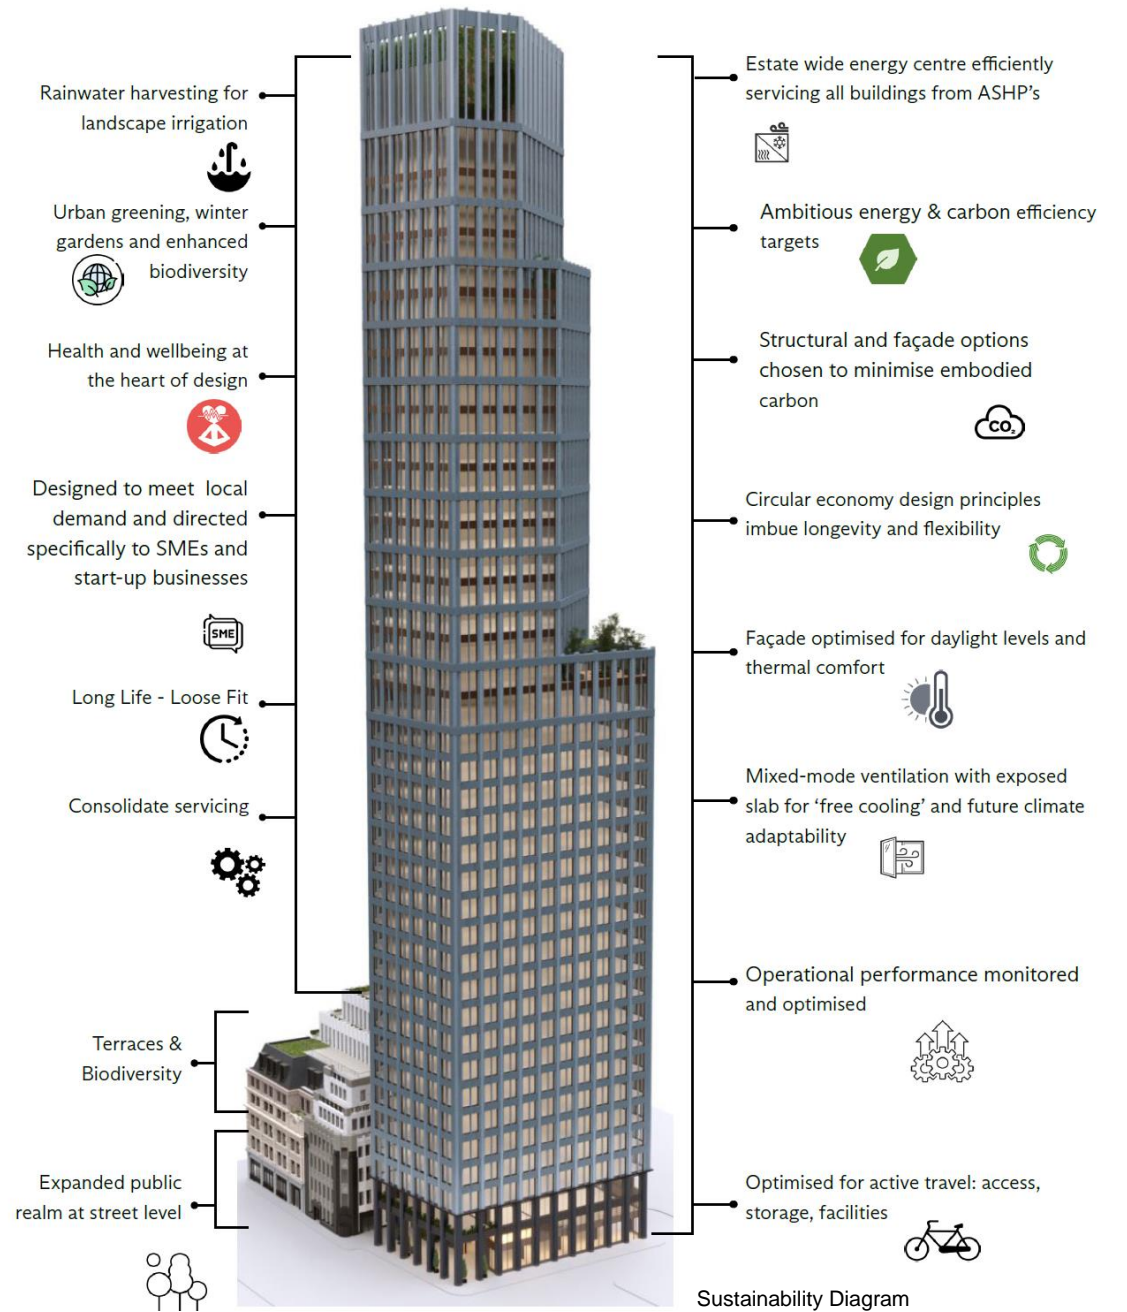 Rainwater harvesting for
landscape irrigation
Urban greening, winter
gardens and enhanced
biodiversity
Health and wellbeing at
the heart of design
Designed to meet local
demand and directed
specifically to SMEs and
start-up businesses
SME
Long Life - Loose Fit
Consolidate servicing
Terraces &
Biodiversity
Expanded public
realm at street level
Estate wide energy centre efficiently
servicing all buildings from ASHP's
Ambitious energy & carbon efficiency
targets
Structural and façade options
chosen to minimise embodied
carbon
CO₂
Circular economy design principles
imbue longevity and flexibility
Façade optimised for daylight levels and
thermal comfort
Mixed-mode ventilation with exposed
slab for ‘free cooling’ and future climate
adaptability
Operational performance monitored
and optimised
Optimised for active travel: access,
storage, facilities
Sustainability Diagram